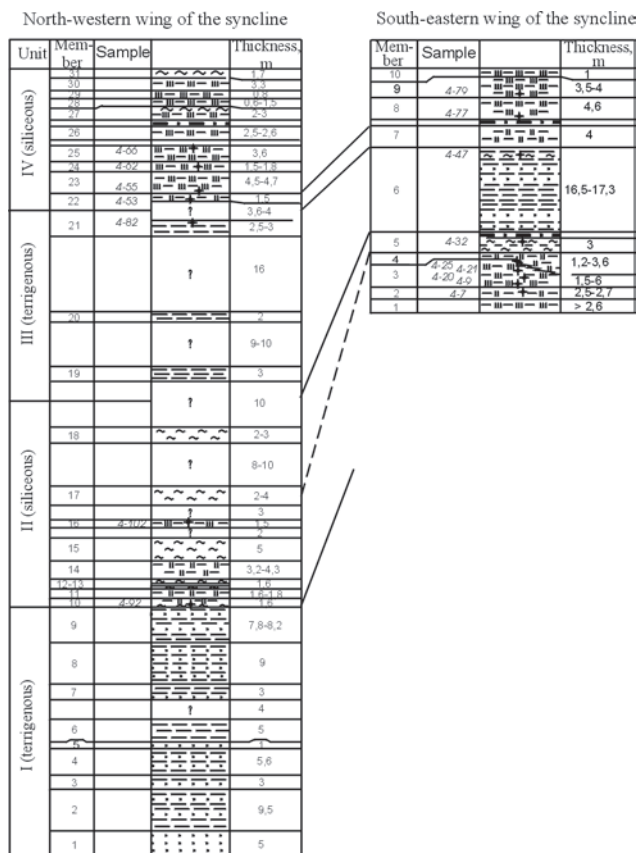 North-western wing of the syncline
Unit Mem-ber Sample Thickness, m
IV (siliceous)
31 1,7
30 3,3
29 0,8
28 0,6-1,5
27 2-3
26 2,5-2,6
25 4-66 3,6
24 4-62 1,5-1,8
23 4-55 4,5-4,7
22 4-53 1,5
? 3,6-4
III (terrigenous)
21 4-82 2,5-3
? 16
20 2
? 9-10
19 3
? 10
II (siliceous)
18 2-3
? 8-10
17 2-4
? 3
16 4-102 1,5
? 2
15 5
14 3,2-4,3
12-13 1,6
11 1,6-1,8
10 4-92 1,6
I (terrigenous)
9 7,8-8,2
8 9
7 3
? 4
6 5
5 1
4 5,6
3 3
2 9,5
1 5
South-eastern wing of the syncline
Mem-ber Sample Thickness, m
10 1
9 4-79 3,5-4
8 4-77 4,6
7 4
6 4-47 16,5-17,3
5 4-32 3
4 4-25 4-21 1,2-3,6
3 4-20 4-9 1,5-6
2 4-7 2,5-2,7
1 > 2,6